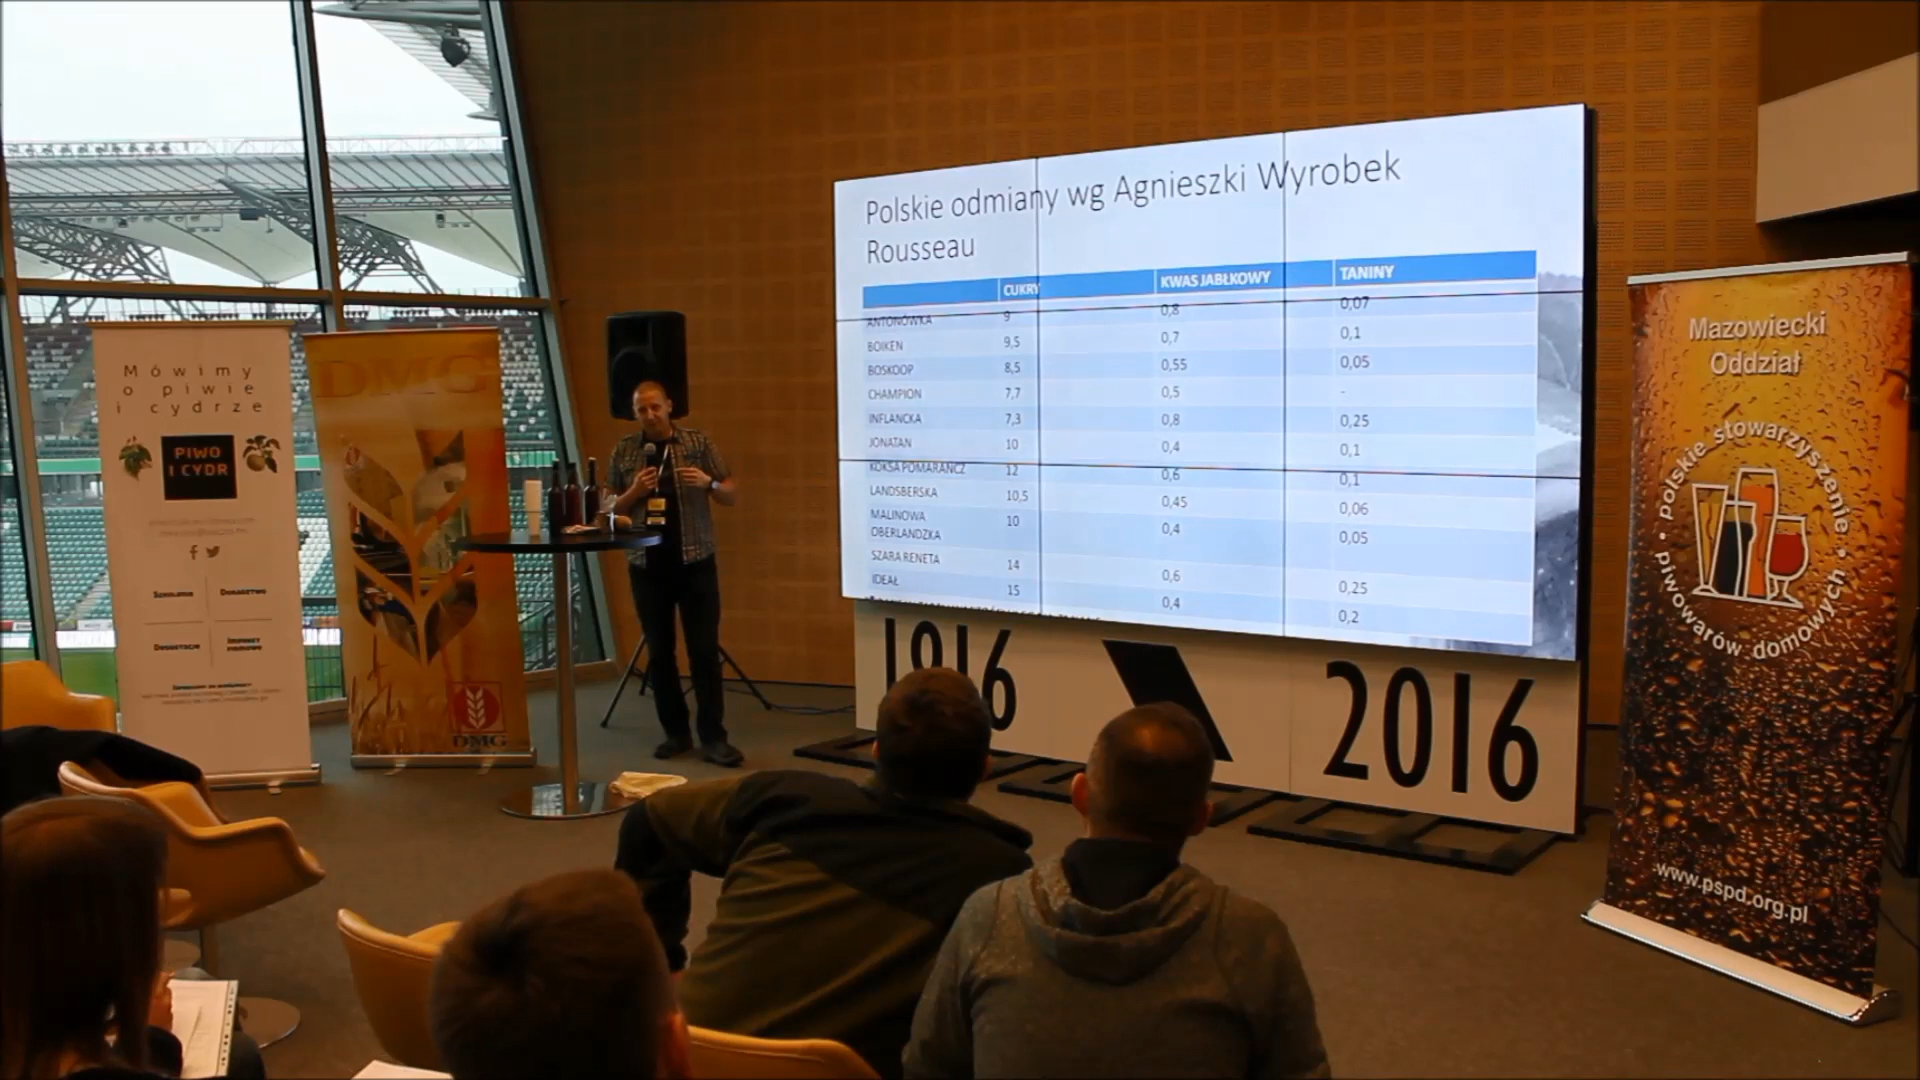 Polskie odmiany wg Agnieszki Wyrobek
Rousseau
CUKRY KWAS JABŁKOWY TANINY
ANTONÓWKA 9 0,8 0,07
BOIKEN 9,5 0,7 0,1
BOSKOOP 8,5 0,55 0,05
CHAMPION 7,7 0,5 -
INFLANCKA 7,3 0,8 0,25
JONATAN 10 0,4 0,1
KOKSA POMARAŃCZ 12 0,6 0,1
LANDSBERSKA 10,5 0,45 0,06
MALINOWA
OBERLANDZKA 10 0,4 0,05
SZARA RENETA 14 0,6 0,25
IDEAŁ 15 0,4 0,2
1916 2016
Mówimy
o piwie
i cydrze
PIWO
I CYDR
Szkolenia Doradztwo
Degustacje
DMG
DMG
Mazowiecki
Oddział
polskie stowarzyszenie
piwowarów domowych
www.pspd.org.pl